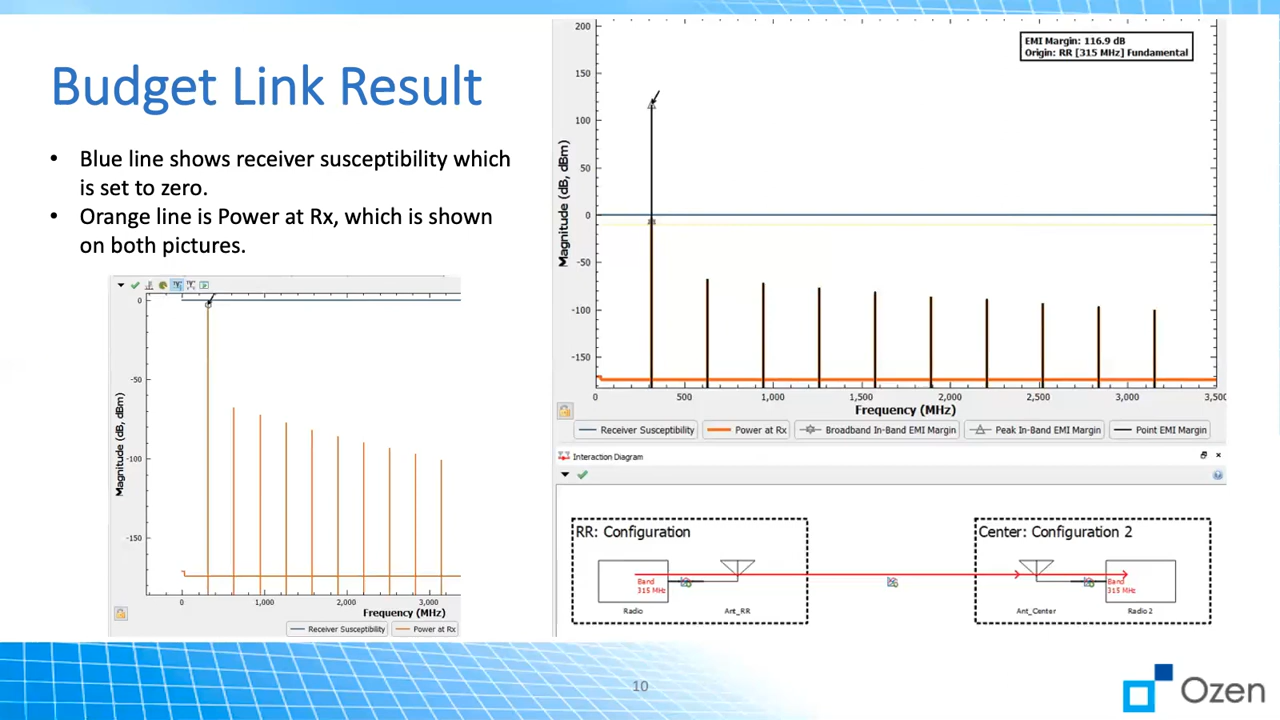 Budget Link Result
• Blue line shows receiver susceptibility which
is set to zero.
• Orange line is Power at Rx, which is shown
on both pictures.
0
-50
-100
-150
Magnitude (dB, dBm)
0 1,000 2,000 3,000
Frequency (MHz)
Receiver Susceptibility Power at Rx
EMI Margin: 116.9 dB
Origin: RR [315 MHz] Fundamental
200
150
100
50
0
-50
-100
-150
Magnitude (dB, dBm)
0 500 1,000 1,500 2,000 2,500 3,000 3,500
Frequency (MHz)
Receiver Susceptibility Power at Rx Broadband In-Band EMI Margin Peak In-Band EMI Margin Point EMI Margin
Interaction Diagram
RR: Configuration
Band
315 MHz
Radio Ant_RR
Center: Configuration 2
Band
315 MHz
Ant_Center Radio 2
10
Ozen